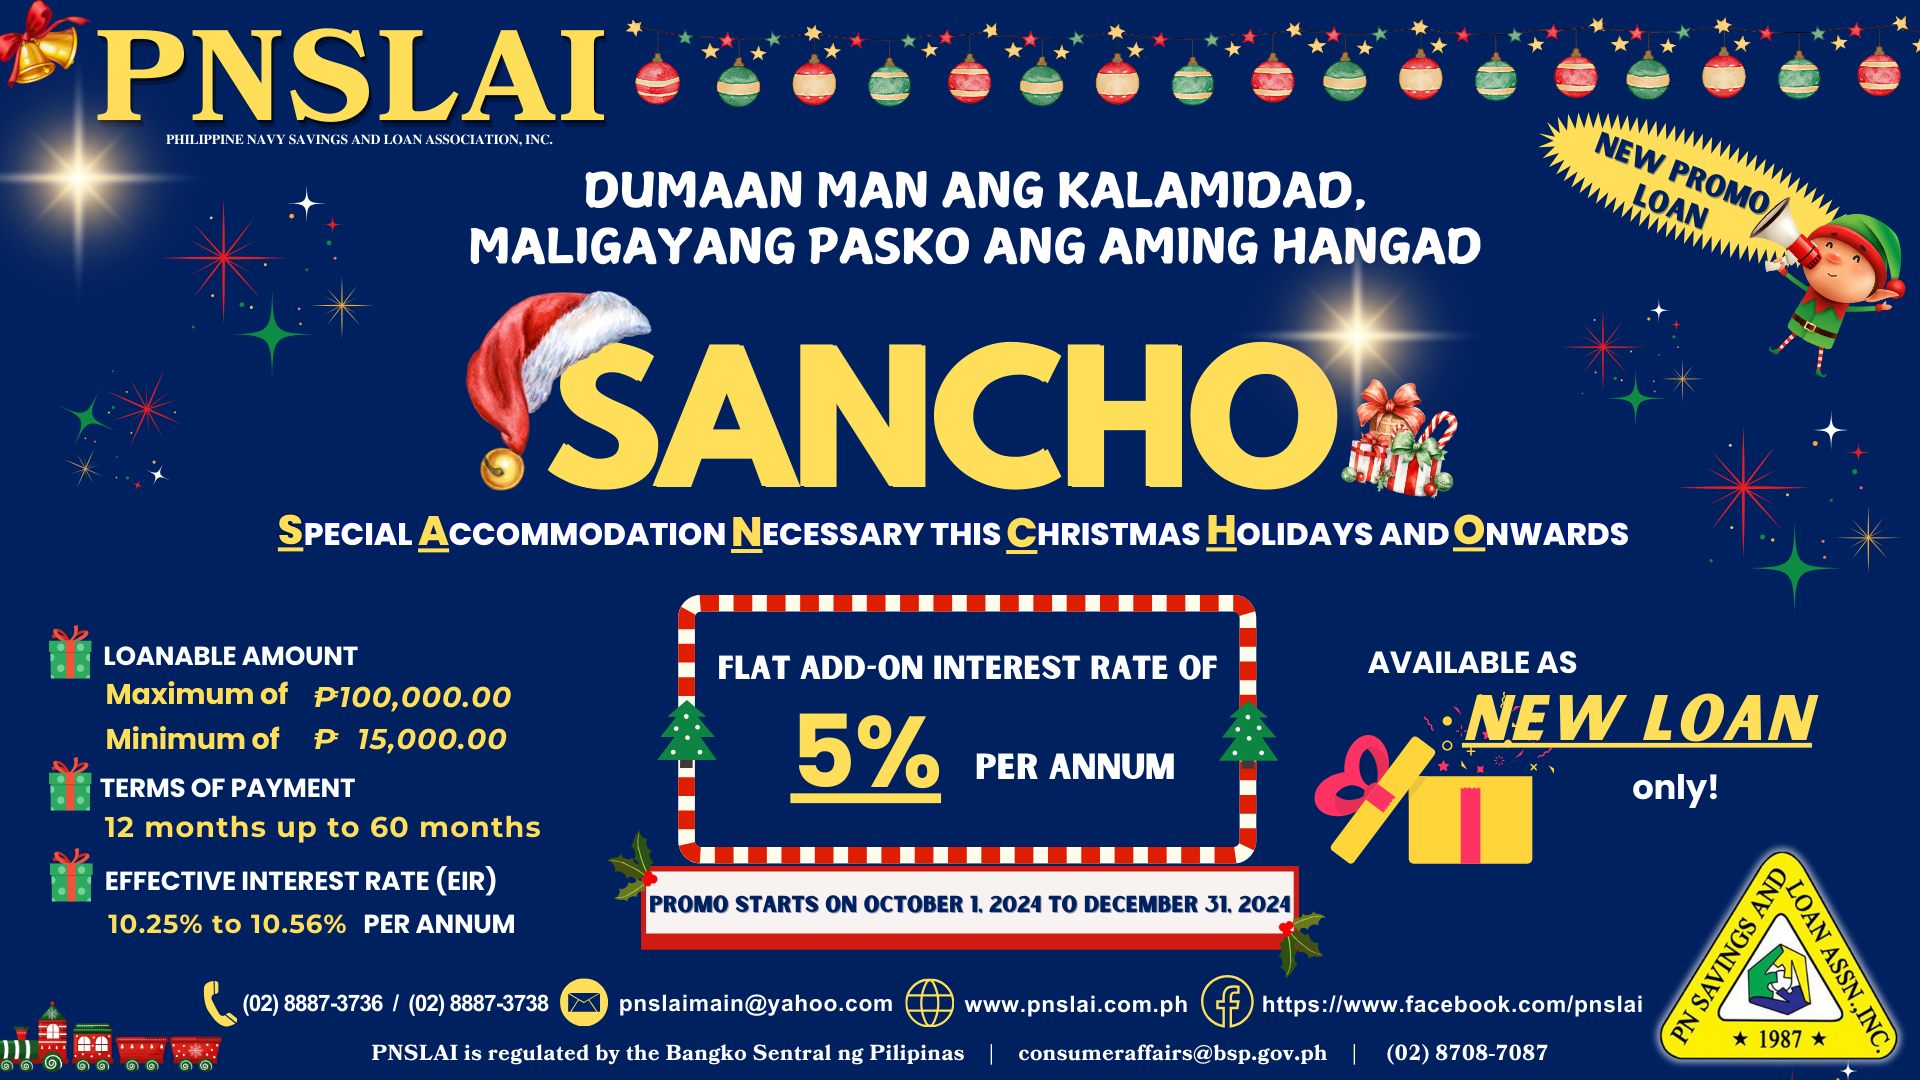 PNSLAI
PHILIPPINE NAVY SAVINGS AND LOAN ASSOCIATION, INC.
NEW PROMO
LOAN
DUMAAN MAN ANG KALAMIDAD,
MALIGAYANG PASKO ANG AMING HANGAD
SANCHO
SPECIAL ACCOMMODATION NECESSARY THIS CHRISTMAS HOLIDAYS AND ONWARDS
LOANABLE AMOUNT
Maximum of ₱100,000.00
Minimum of ₱ 15,000.00
TERMS OF PAYMENT
12 months up to 60 months
EFFECTIVE INTEREST RATE (EIR)
10.25% to 10.56% PER ANNUM
FLAT ADD-ON INTEREST RATE OF
5% PER ANNUM
PROMO STARTS ON OCTOBER 1, 2024 TO DECEMBER 31, 2024
AVAILABLE AS
NEW LOAN
only!
(02) 8887-3736 / (02) 8887-3738 pnslaimain@yahoo.com www.pnslai.com.ph https://www.facebook.com/pnslai
PNSLAI is regulated by the Bangko Sentral ng Pilipinas | consumeraffairs@bsp.gov.ph | (02) 8708-7087
PN SAVINGS AND LOAN ASSN., INC.
★ 1987 ★